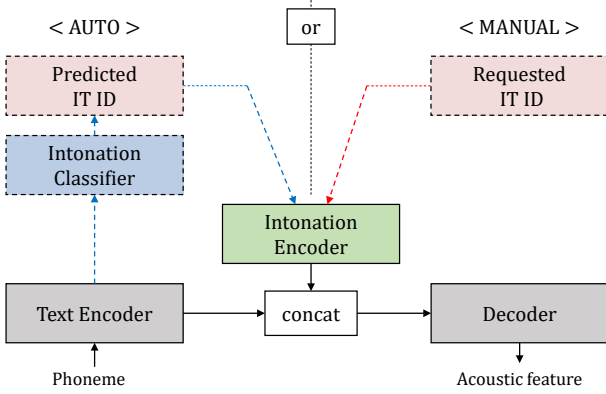 < AUTO >
or
< MANUAL >
Predicted
IT ID
Requested
IT ID
Intonation
Classifier
Intonation
Encoder
Text Encoder
concat
Decoder
Phoneme
Acoustic feature